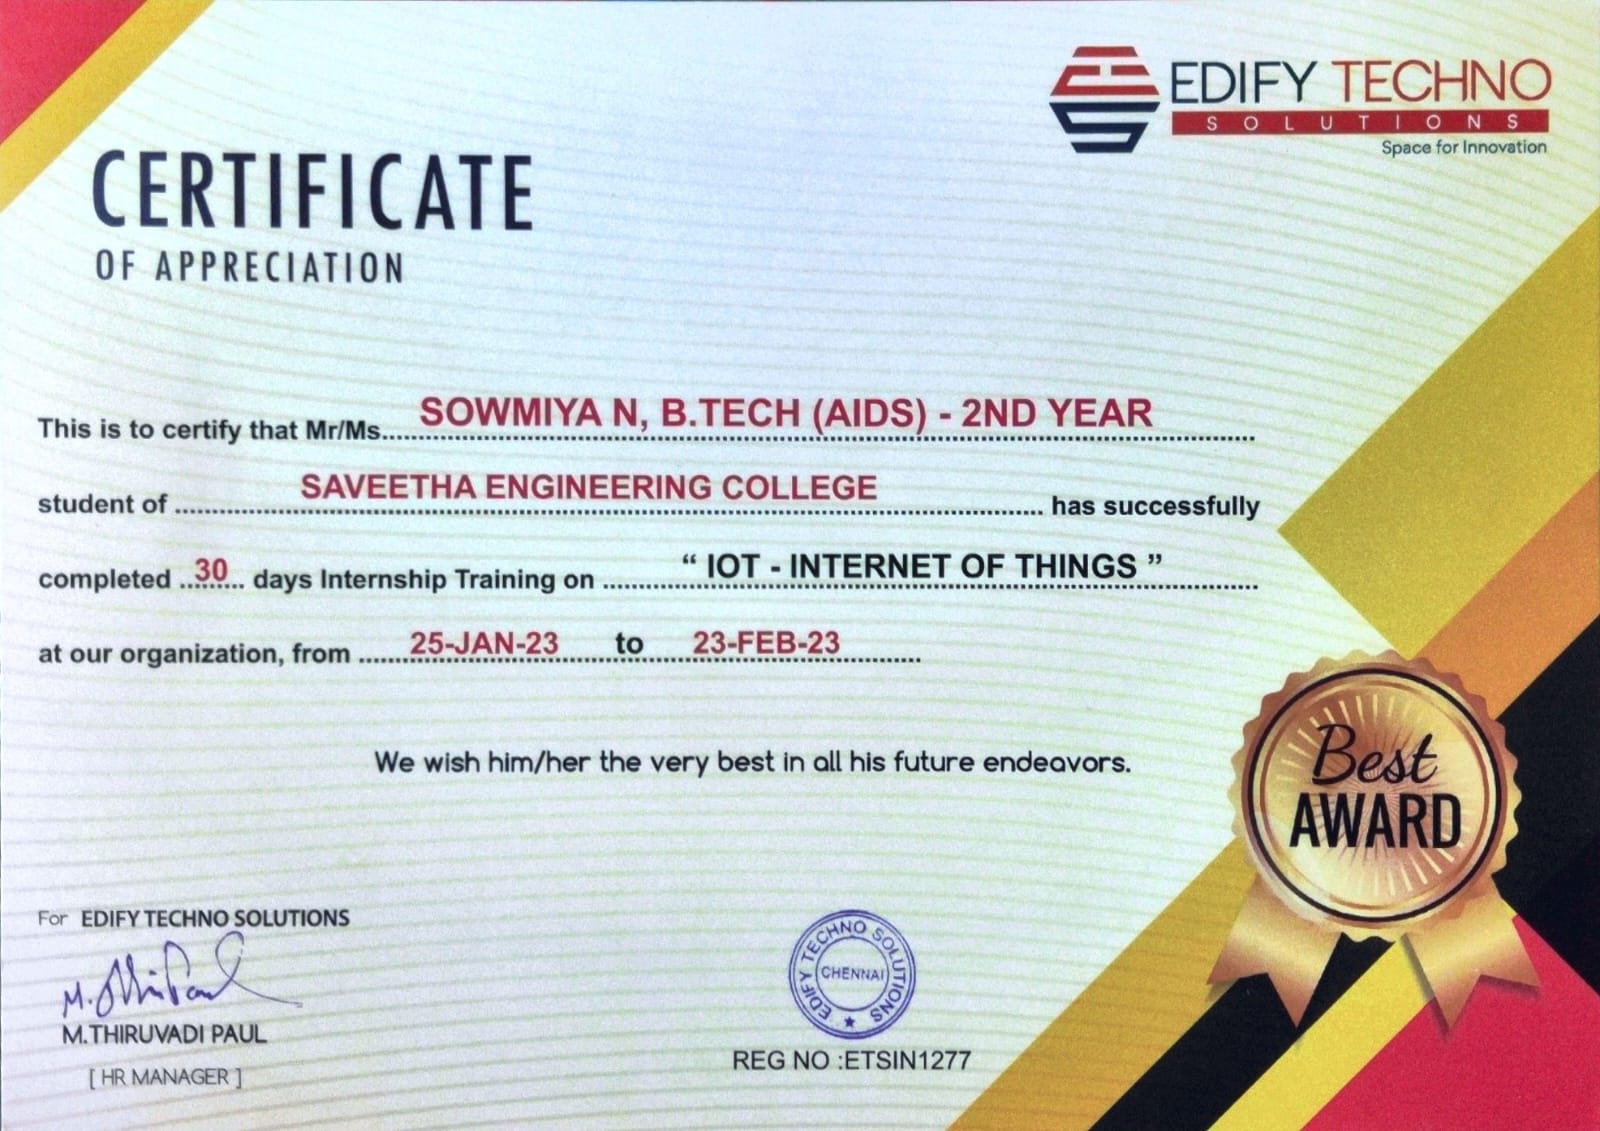 EDIFY TECHNO
SOLUTIONS
Space for Innovation
CERTIFICATE
OF APPRECIATION
This is to certify that Mr/Ms..... SOWMIYA N, B.TECH (AIDS) - 2ND YEAR
student of ..... SAVEETHA ENGINEERING COLLEGE ..... has successfully
completed ..30.. days Internship Training on ..... “ IOT - INTERNET OF THINGS ”
at our organization, from ..... 25-JAN-23 to 23-FEB-23
We wish him/her the very best in all his future endeavors.
Best
AWARD
For EDIFY TECHNO SOLUTIONS
M. Thiru Paul
M.THIRUVADI PAUL
[ HR MANAGER ]
EDIFY TECHNO SOLUTIONS
CHENNAI
REG NO :ETSIN1277